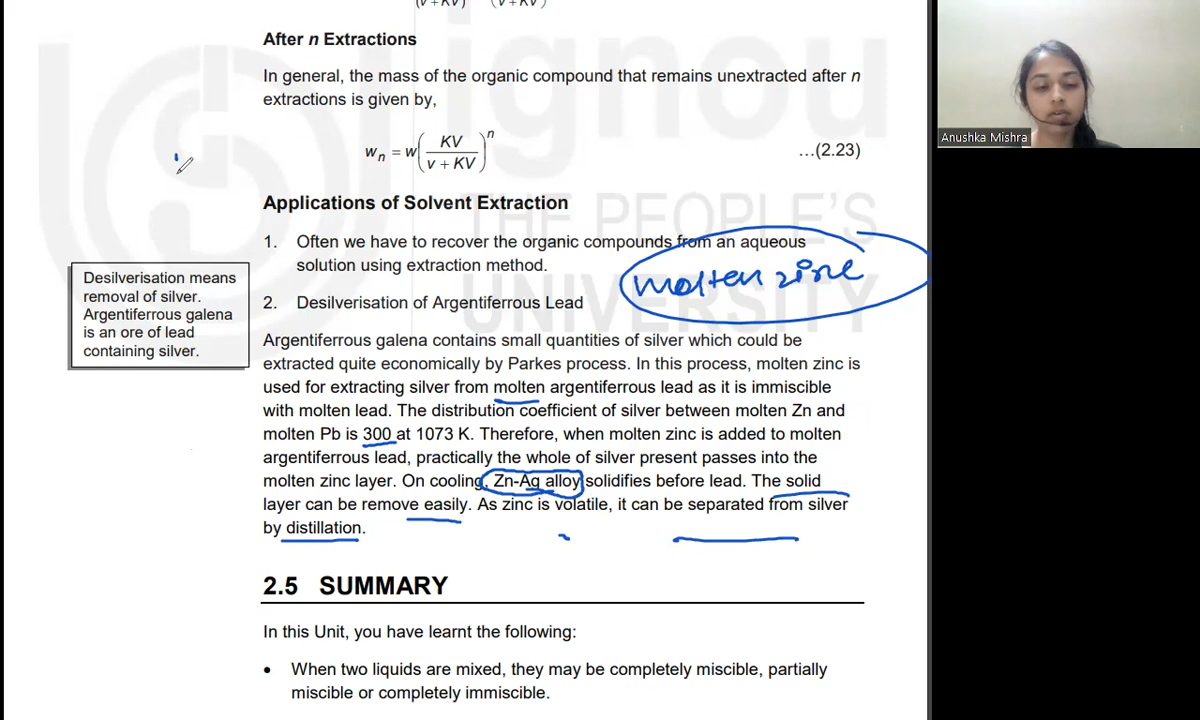 (v + KV) (v + KV)
After n Extractions
In general, the mass of the organic compound that remains unextracted after n
extractions is given by,
wn = w(KV / v + KV)^n ...(2.23)
ignou
THE PEOPLE'S
UNIVERSITY
Applications of Solvent Extraction
1. Often we have to recover the organic compounds from an aqueous
solution using extraction method.
molten zinc
2. Desilverisation of Argentiferrous Lead
Desilverisation means
removal of silver.
Argentiferrous galena
is an ore of lead
containing silver.
Argentiferrous galena contains small quantities of silver which could be
extracted quite economically by Parkes process. In this process, molten zinc is
used for extracting silver from molten argentiferrous lead as it is immiscible
with molten lead. The distribution coefficient of silver between molten Zn and
molten Pb is 300 at 1073 K. Therefore, when molten zinc is added to molten
argentiferrous lead, practically the whole of silver present passes into the
molten zinc layer. On cooling, Zn-Ag alloy solidifies before lead. The solid
layer can be remove easily. As zinc is volatile, it can be separated from silver
by distillation.
2.5 SUMMARY
In this Unit, you have learnt the following:
• When two liquids are mixed, they may be completely miscible, partially
miscible or completely immiscible.
Anushka Mishra